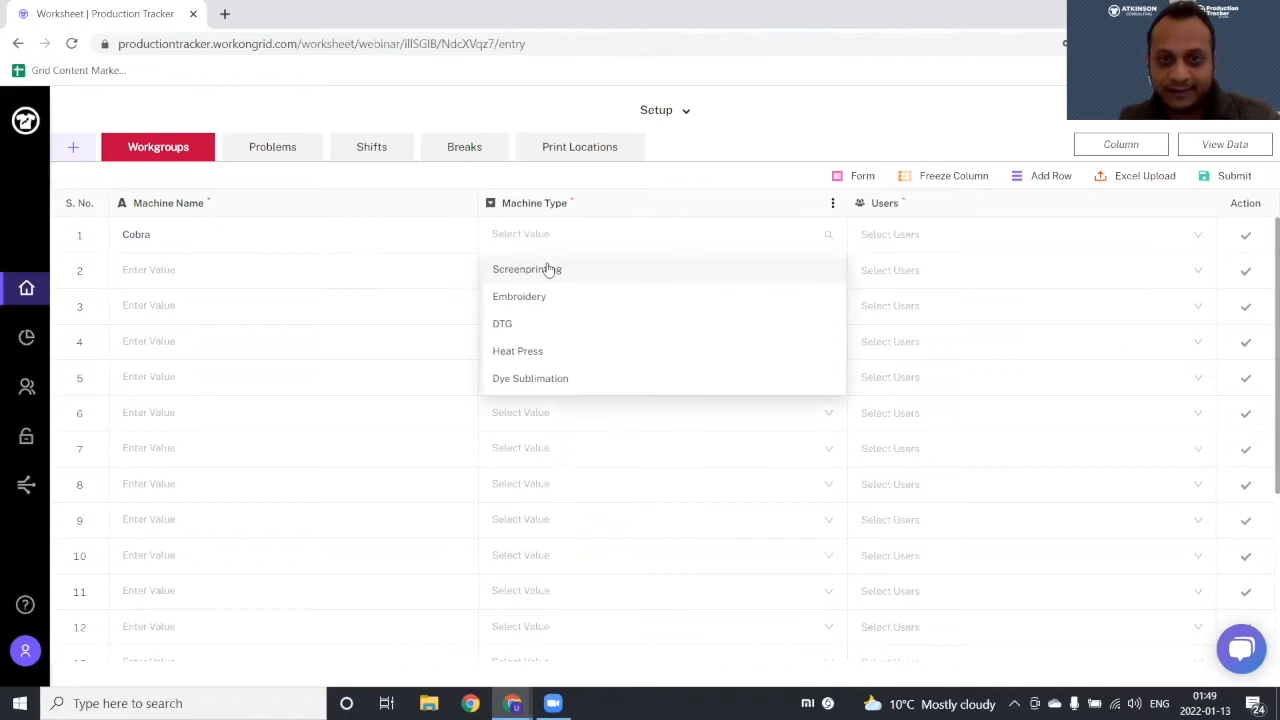 Worksheet | Production Tracker
ATKINSON CONSULTING
Production Tracker
productiontracker.workongrid.com/worksheet/webinar/illSGIB/NdcXVqz7/entry
Grid Content Marke...
Setup
Workgroups Problems Shifts Breaks Print Locations Column View Data
Form Freeze Column Add Row Excel Upload Submit
S. No. A Machine Name * Machine Type * Users * Action
1 Cobra Select Value Select Users
2 Enter Value Screenprinting Select Users
Embroidery
3 Enter Value Select Users
DTG
4 Enter Value Heat Press Select Users
5 Enter Value Dye Sublimation Select Users
6 Enter Value Select Value Select Users
7 Enter Value Select Value Select Users
8 Enter Value Select Value Select Users
9 Enter Value Select Value Select Users
10 Enter Value Select Value Select Users
11 Enter Value Select Value Select Users
12 Enter Value Select Value Select Users
Type here to search
10°C Mostly cloudy ENG 01:49
2022-01-13 24